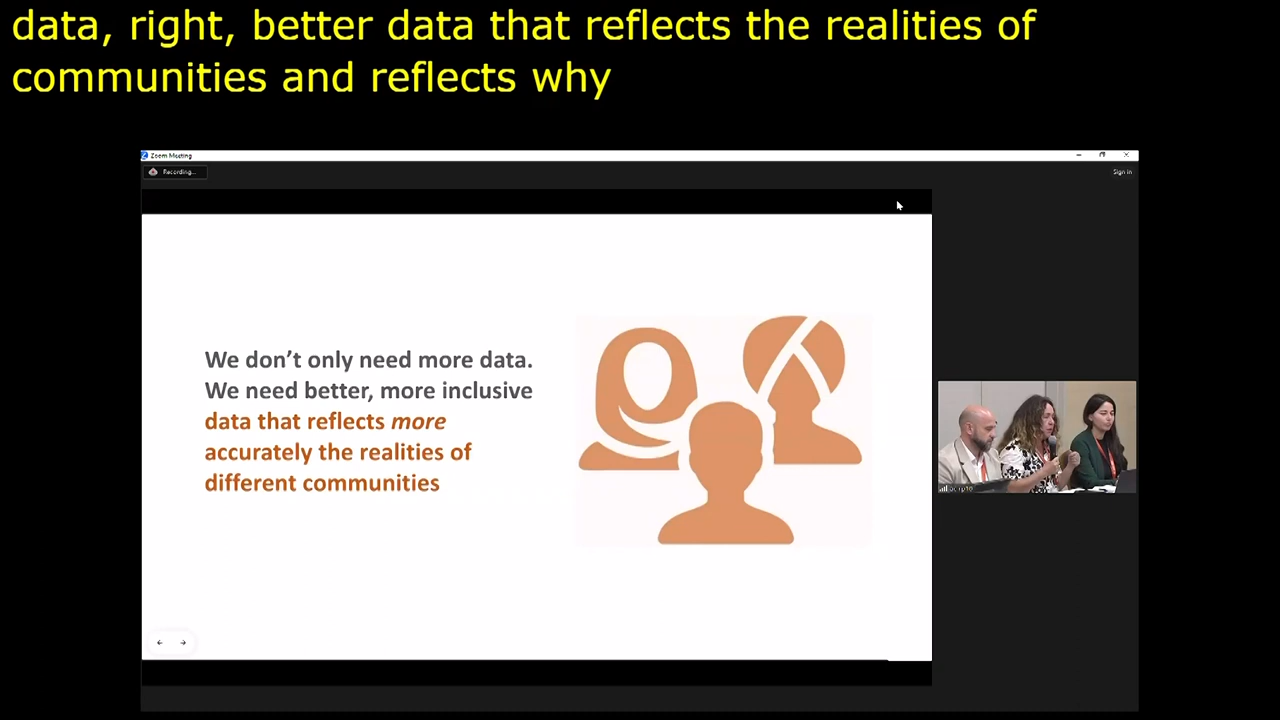 data, right, better data that reflects the realities of
communities and reflects why
Zoom Meeting
Recording...
Sign in
We don't only need more data.
We need better, more inclusive
data that reflects more
accurately the realities of
different communities